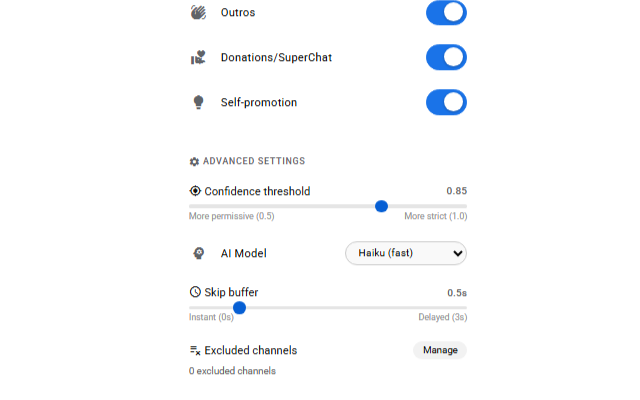 Outros
Donations/SuperChat
Self-promotion
ADVANCED SETTINGS
Confidence threshold 0.85
More permissive (0.5) More strict (1.0)
AI Model Haiku (fast)
Skip buffer 0.5s
Instant (0s) Delayed (3s)
Excluded channels Manage
0 excluded channels